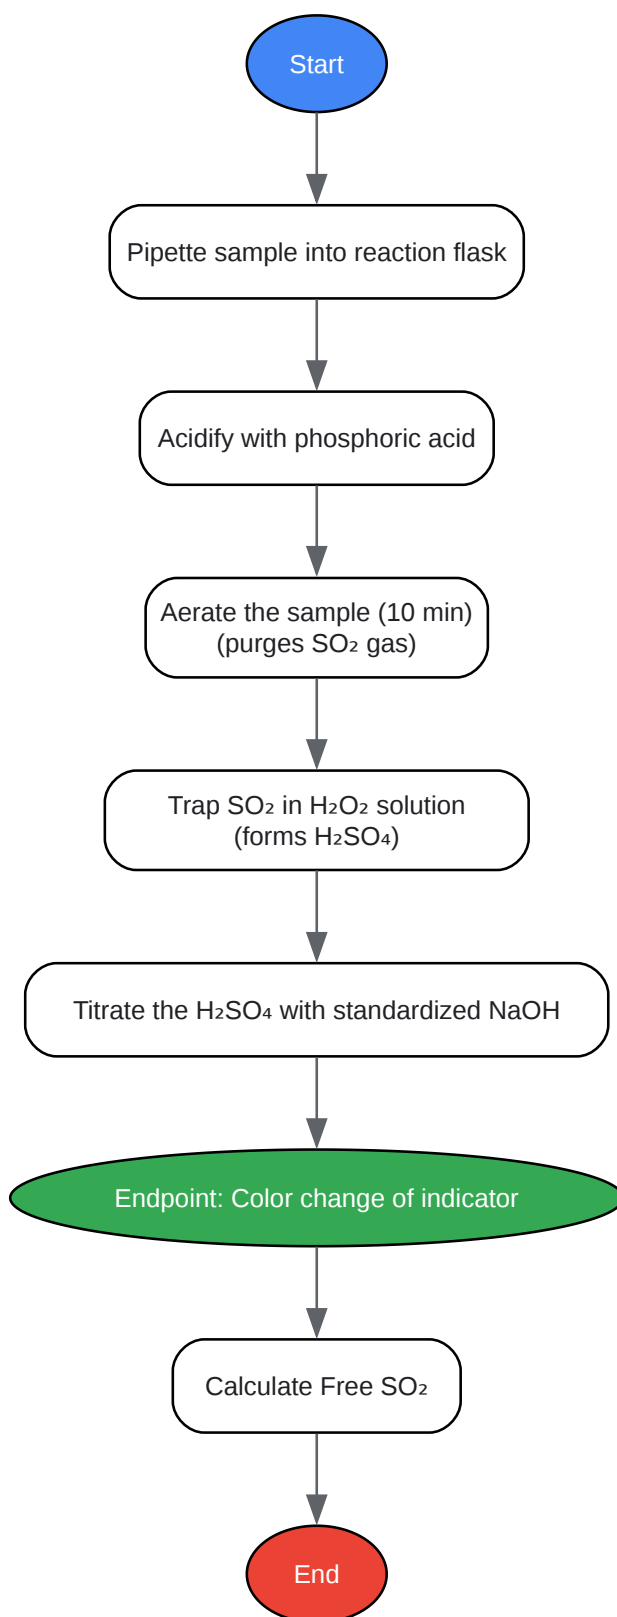 Start
Pipette sample into reaction flask
Acidify with phosphoric acid
Aerate the sample (10 min)
(purges SO₂ gas)
Trap SO₂ in H₂O₂ solution
(forms H₂SO₄)
Titrate the H₂SO₄ with standardized NaOH
Endpoint: Color change of indicator
Calculate Free SO₂
End